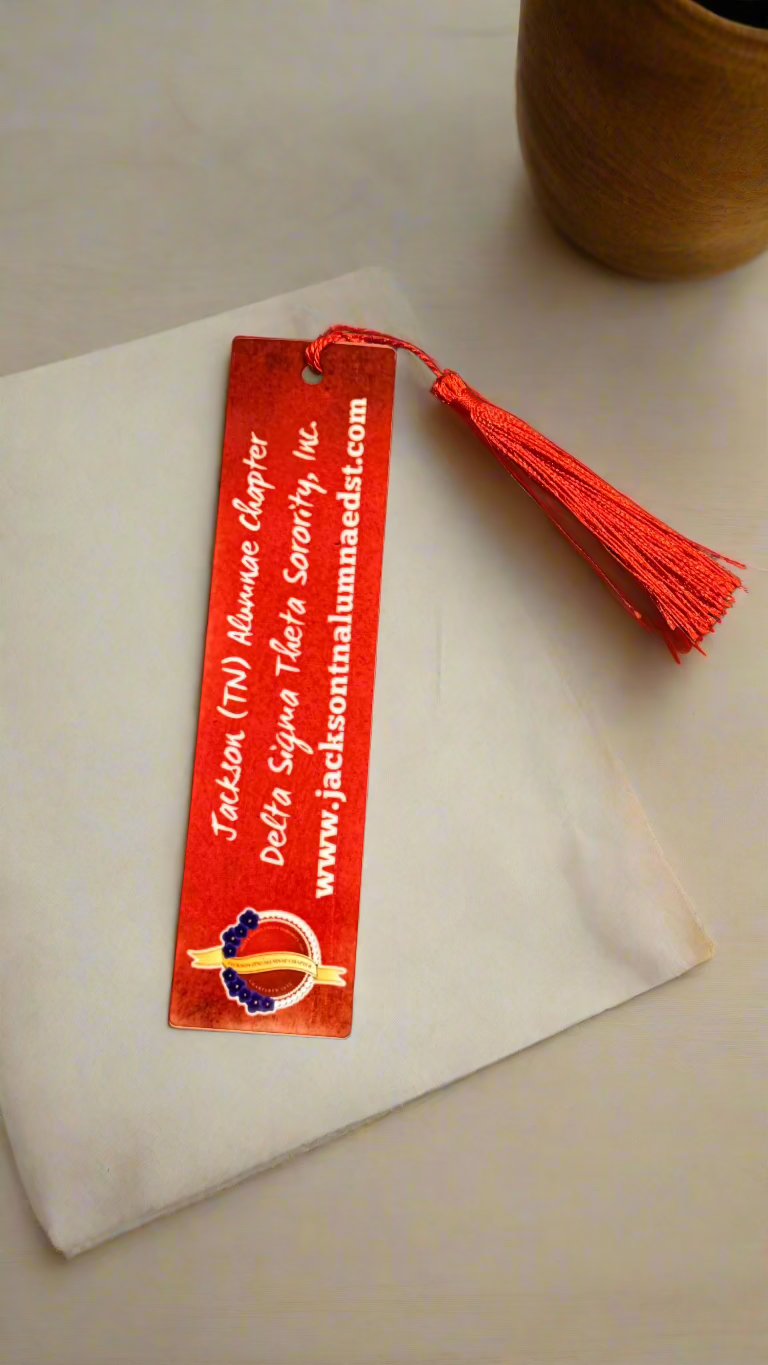 Jackson (TN) Alumnae Chapter
Delta Sigma Theta Sorority, Inc.
www.jacksontnalumnaedst.com